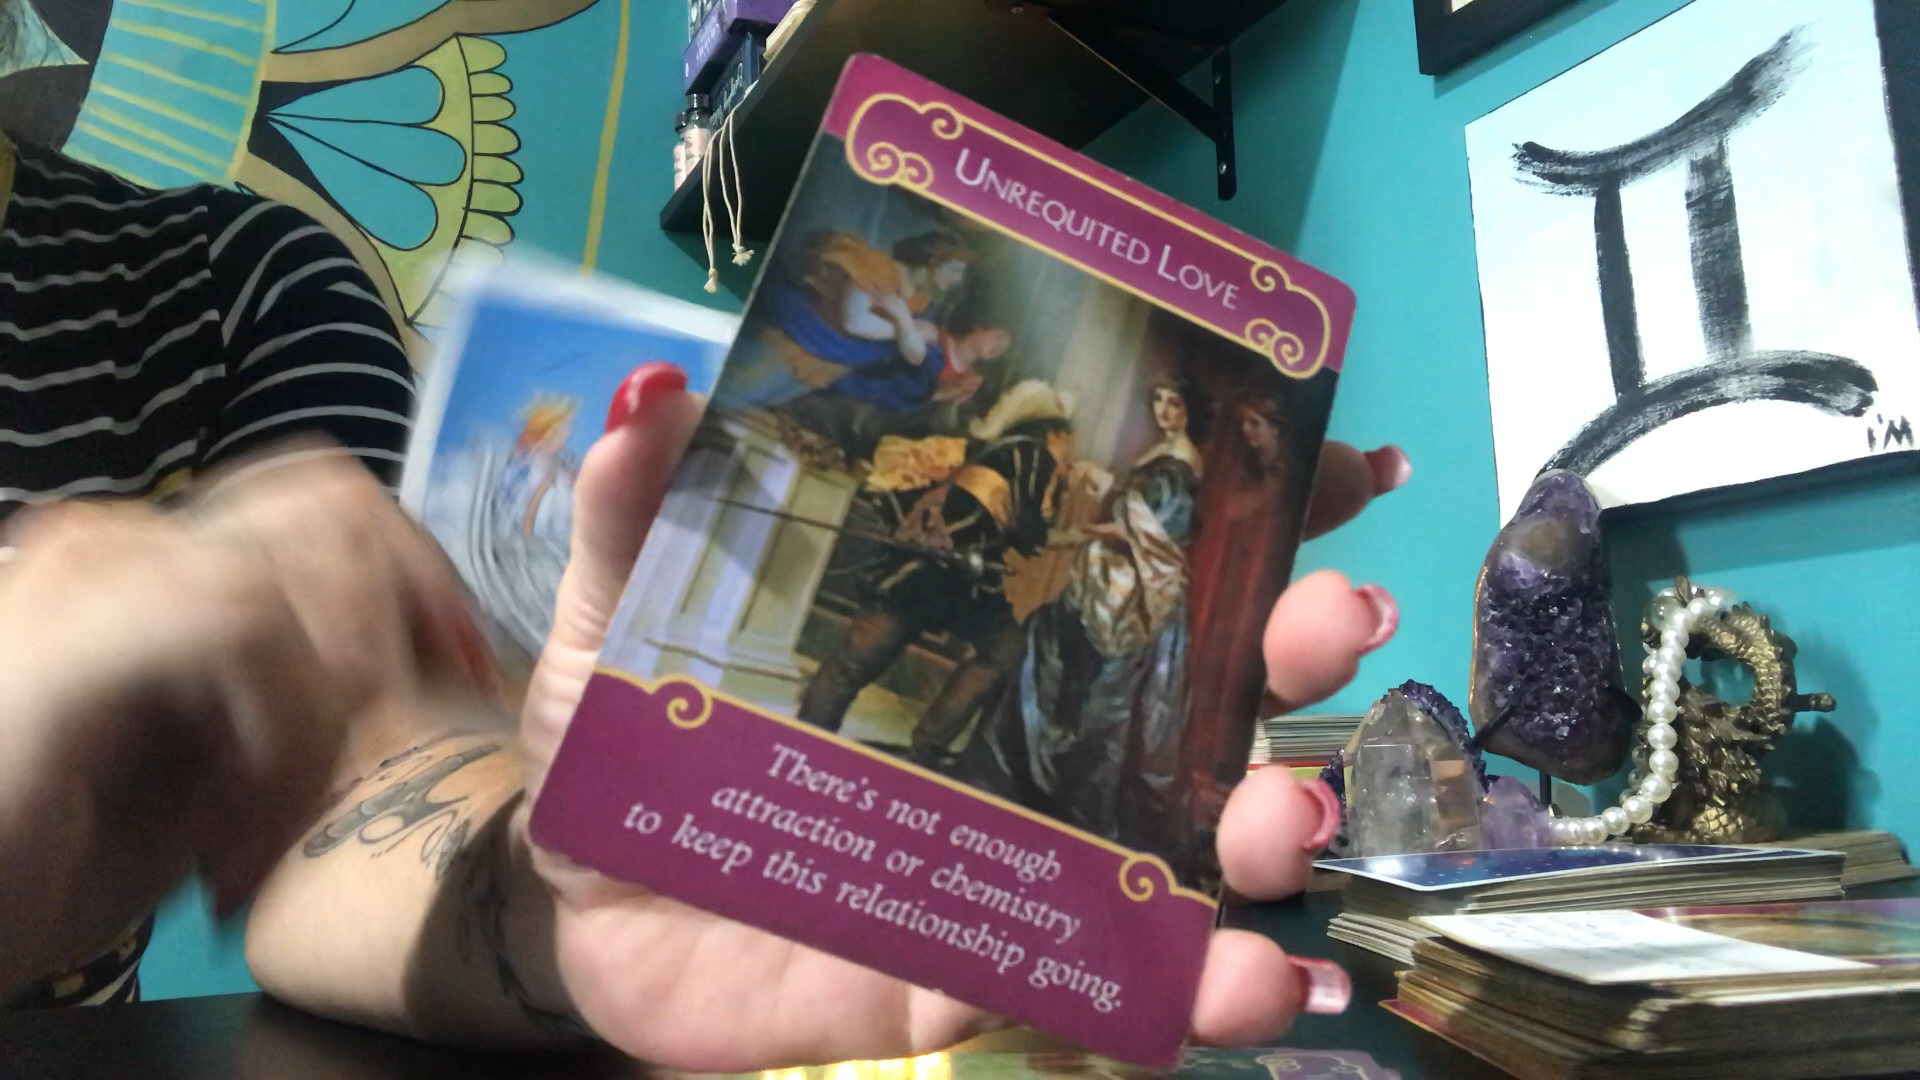 UNREQUITED LOVE
There's not enough
attraction or chemistry
to keep this relationship going.
I'M